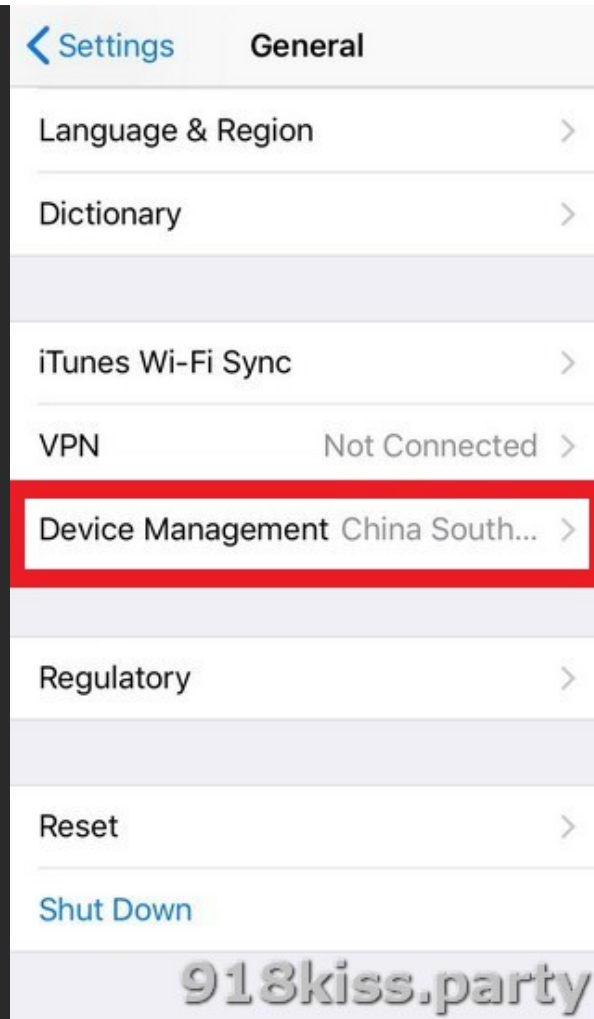 Settings General
Language & Region
Dictionary
iTunes Wi-Fi Sync
VPN Not Connected
Device Management China South...
Regulatory
Reset
Shut Down
918kiss.party